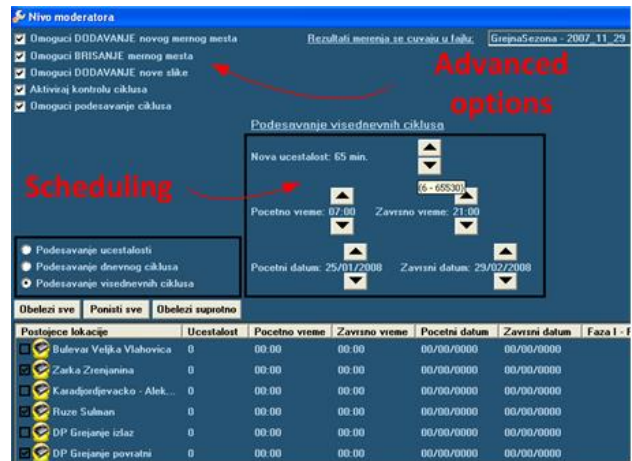 Nivo moderatora
Omoguci DODAVANJE novog mernog mesta
Rezultati merenja se cuvaju u fajlu: GrejnaSezona - 2007_11_29
Omoguci BRISANJE mernog mesta
Omoguci DODAVANJE nove slike
Aktiviraj kontrolu ciklusa
Omoguci podesavanje ciklusa
Advanced
options
Podesavanje visednevnih ciklusa
Nova ucestalost: 65 min.
(6 - 65530)
Scheduling
Pocetno vreme: 07:00 Zavrsno vreme: 21:00
Podesavanje ucestalosti
Podesavanje dnevnog ciklusa
Podesavanje visednevnih ciklusa
Pocetni datum: 25/01/2008 Zavrsni datum: 29/02/2008
Obelezi sve Ponisti sve Obelezi suprotno
Postojece lokacije Ucestalost Pocetno vreme Zavrsno vreme Pocetni datum Zavrsni datum Faza I - F
Bulevar Veljka Vlahovica 0 00:00 00:00 00/00/0000 00/00/0000
Zarka Zrenjanina 0 00:00 00:00 00/00/0000 00/00/0000
Karadjordjevacko - Alek... 0 00:00 00:00 00/00/0000 00/00/0000
Ruze Sulman 0 00:00 00:00 00/00/0000 00/00/0000
DP Grejanje izlaz 0 00:00 00:00 00/00/0000 00/00/0000
DP Grejanje povratni 0 00:00 00:00 00/00/0000 00/00/0000